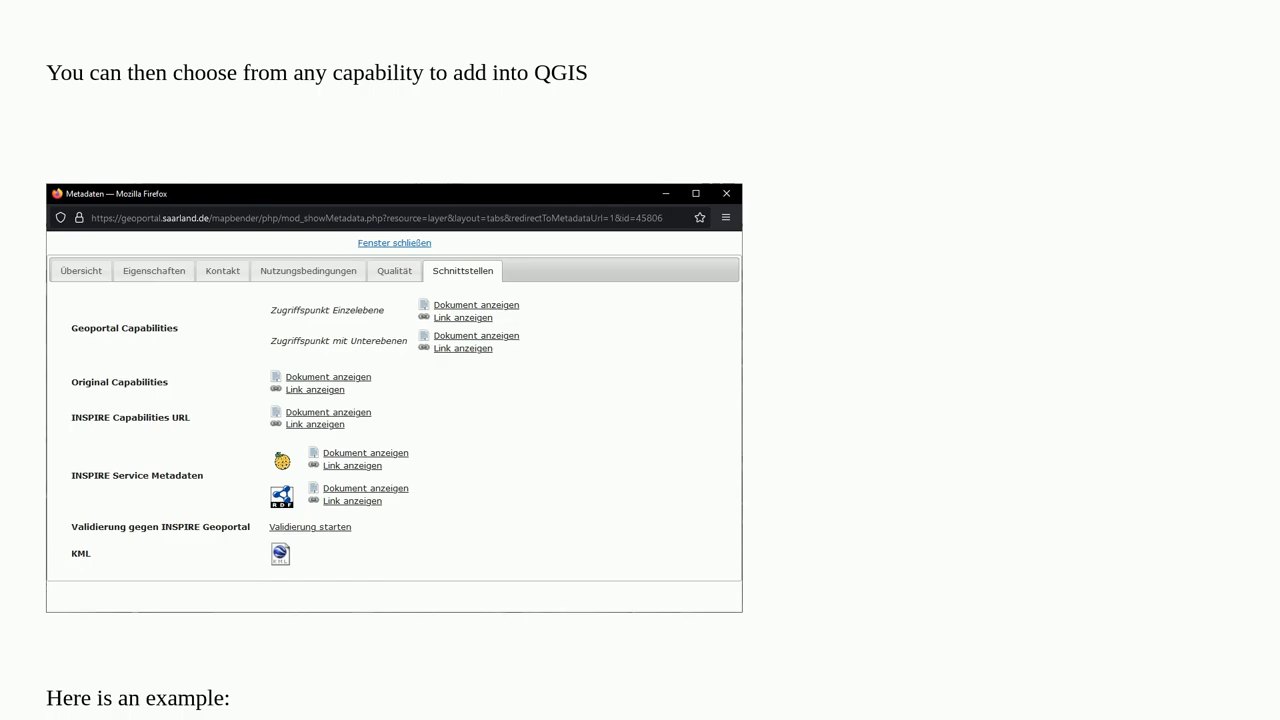 You can then choose from any capability to add into QGIS
Metadaten — Mozilla Firefox
https://geoportal.saarland.de/mapbender/php/mod_showMetadata.php?resource=layer&layout=tabs&redirectToMetadataUrl=1&id=45806
Fenster schließen
Übersicht Eigenschaften Kontakt Nutzungsbedingungen Qualität Schnittstellen
Geoportal Capabilities
Zugriffspunkt Einzelebene
Dokument anzeigen
Link anzeigen
Zugriffspunkt mit Unterebenen
Dokument anzeigen
Link anzeigen
Original Capabilities
Dokument anzeigen
Link anzeigen
INSPIRE Capabilities URL
Dokument anzeigen
Link anzeigen
INSPIRE Service Metadaten
Dokument anzeigen
Link anzeigen
RDF
Dokument anzeigen
Link anzeigen
Validierung gegen INSPIRE Geoportal Validierung starten
KML KML
Here is an example: